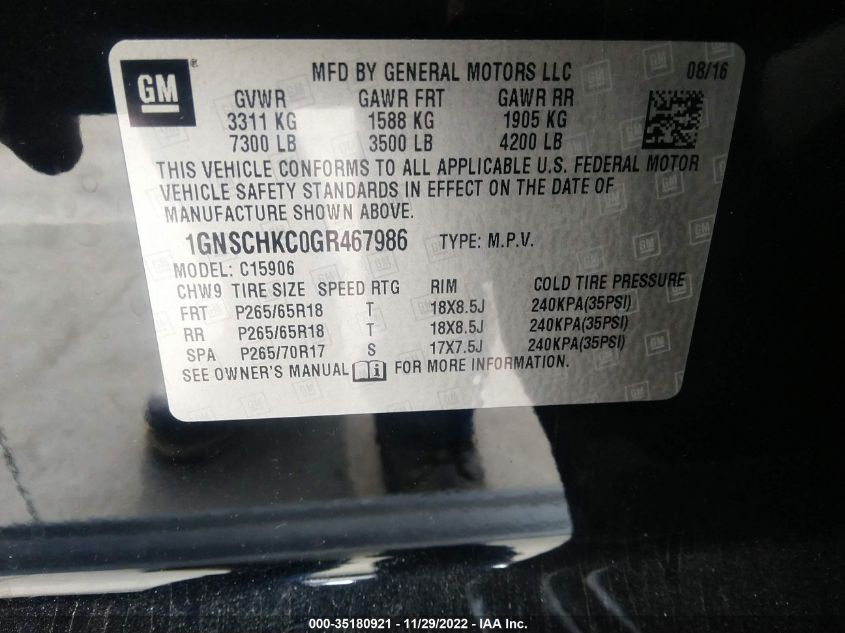 GM
MFD BY GENERAL MOTORS LLC 08/16
GVWR GAWR FRT GAWR RR
3311 KG 1588 KG 1905 KG
7300 LB 3500 LB 4200 LB
THIS VEHICLE CONFORMS TO ALL APPLICABLE U.S. FEDERAL MOTOR
VEHICLE SAFETY STANDARDS IN EFFECT ON THE DATE OF
MANUFACTURE SHOWN ABOVE.
1GNSCHKC0GR467986 TYPE: M.P.V.
MODEL: C15906
CHW9 TIRE SIZE SPEED RTG RIM COLD TIRE PRESSURE
FRT P265/65R18 T 18X8.5J 240KPA(35PSI)
RR P265/65R18 T 18X8.5J 240KPA(35PSI)
SPA P265/70R17 S 17X7.5J 240KPA(35PSI)
SEE OWNER'S MANUAL FOR MORE INFORMATION.
000-35180921 - 11/29/2022 - IAA Inc.